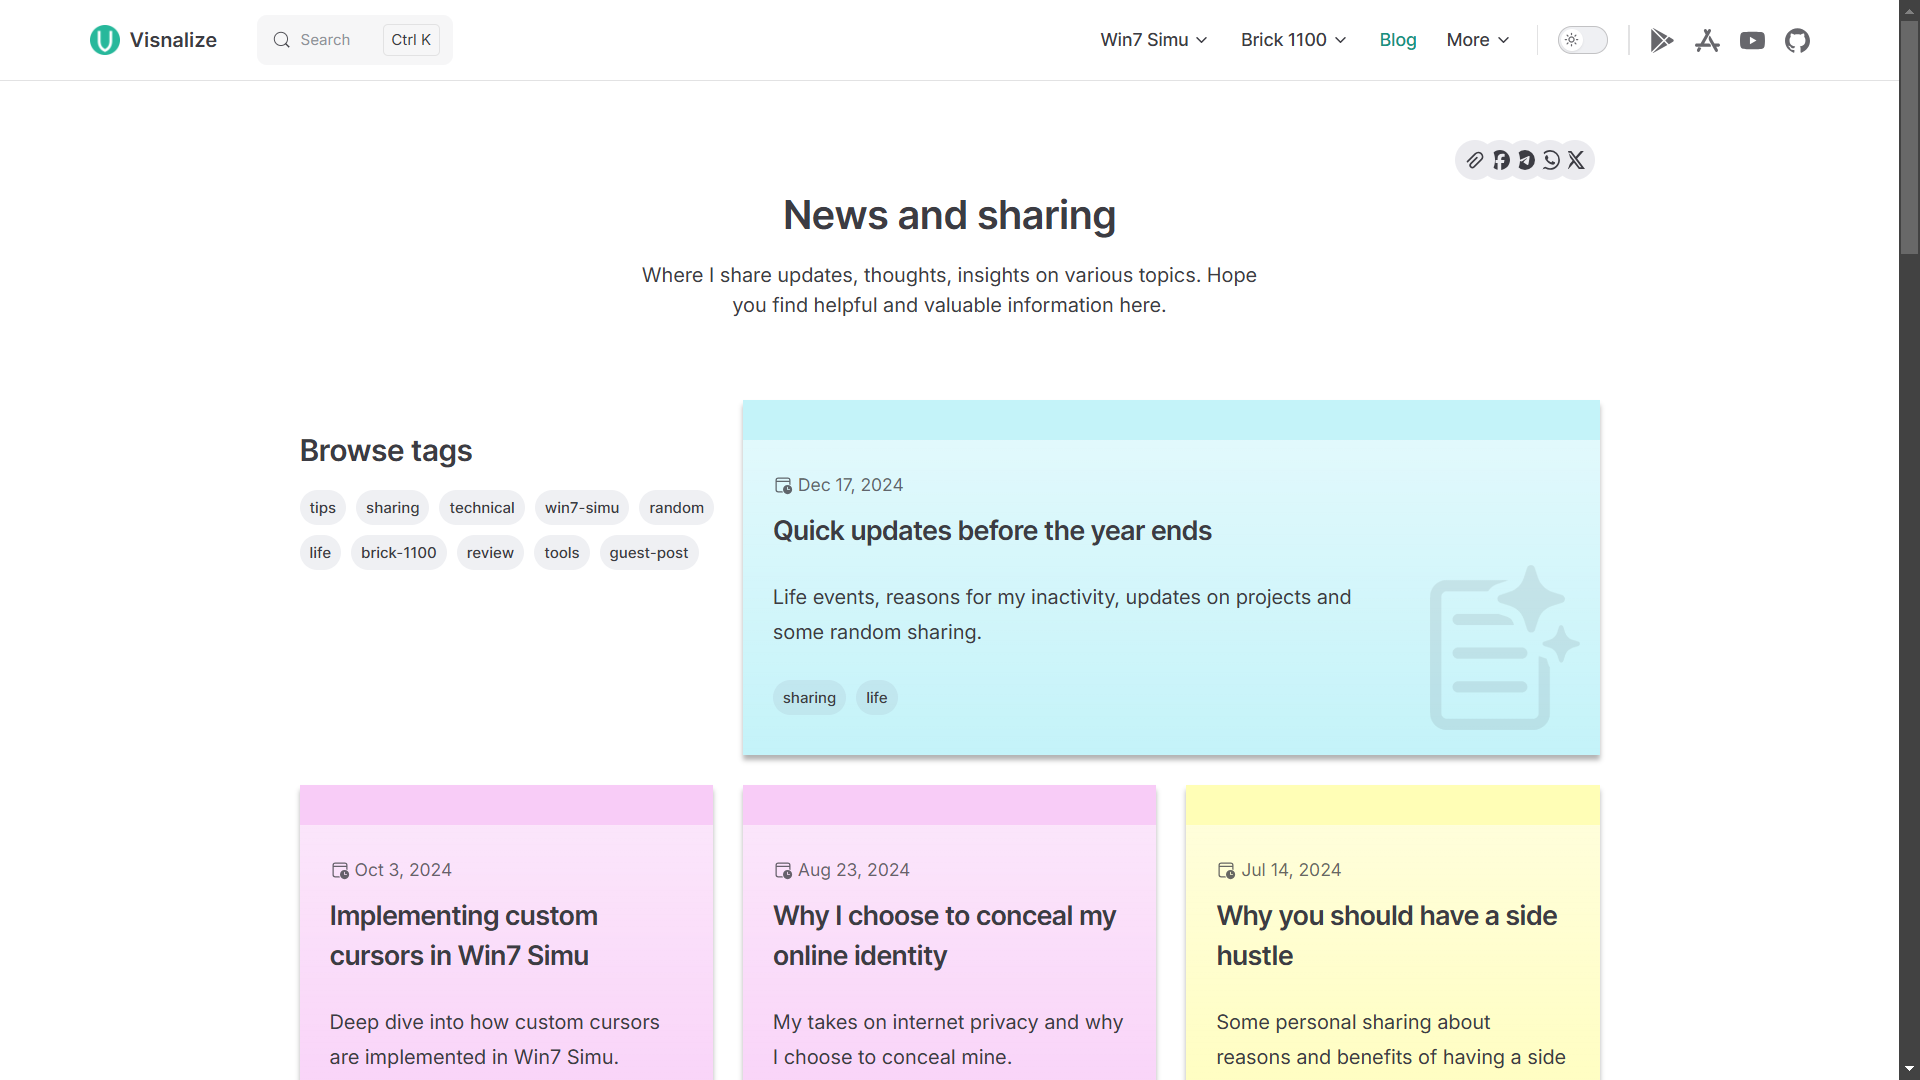 Visnalize
Search
Ctrl K
Win7 Simu
Brick 1100
Blog
More
News and sharing
Where I share updates, thoughts, insights on various topics. Hope
you find helpful and valuable information here.
Browse tags
tips sharing technical win7-simu random
life brick-1100 review tools guest-post
Dec 17, 2024
Quick updates before the year ends
Life events, reasons for my inactivity, updates on projects and
some random sharing.
sharing life
Oct 3, 2024
Implementing custom
cursors in Win7 Simu
Deep dive into how custom cursors
are implemented in Win7 Simu.
Aug 23, 2024
Why I choose to conceal my
online identity
My takes on internet privacy and why
I choose to conceal mine.
Jul 14, 2024
Why you should have a side
hustle
Some personal sharing about
reasons and benefits of having a side